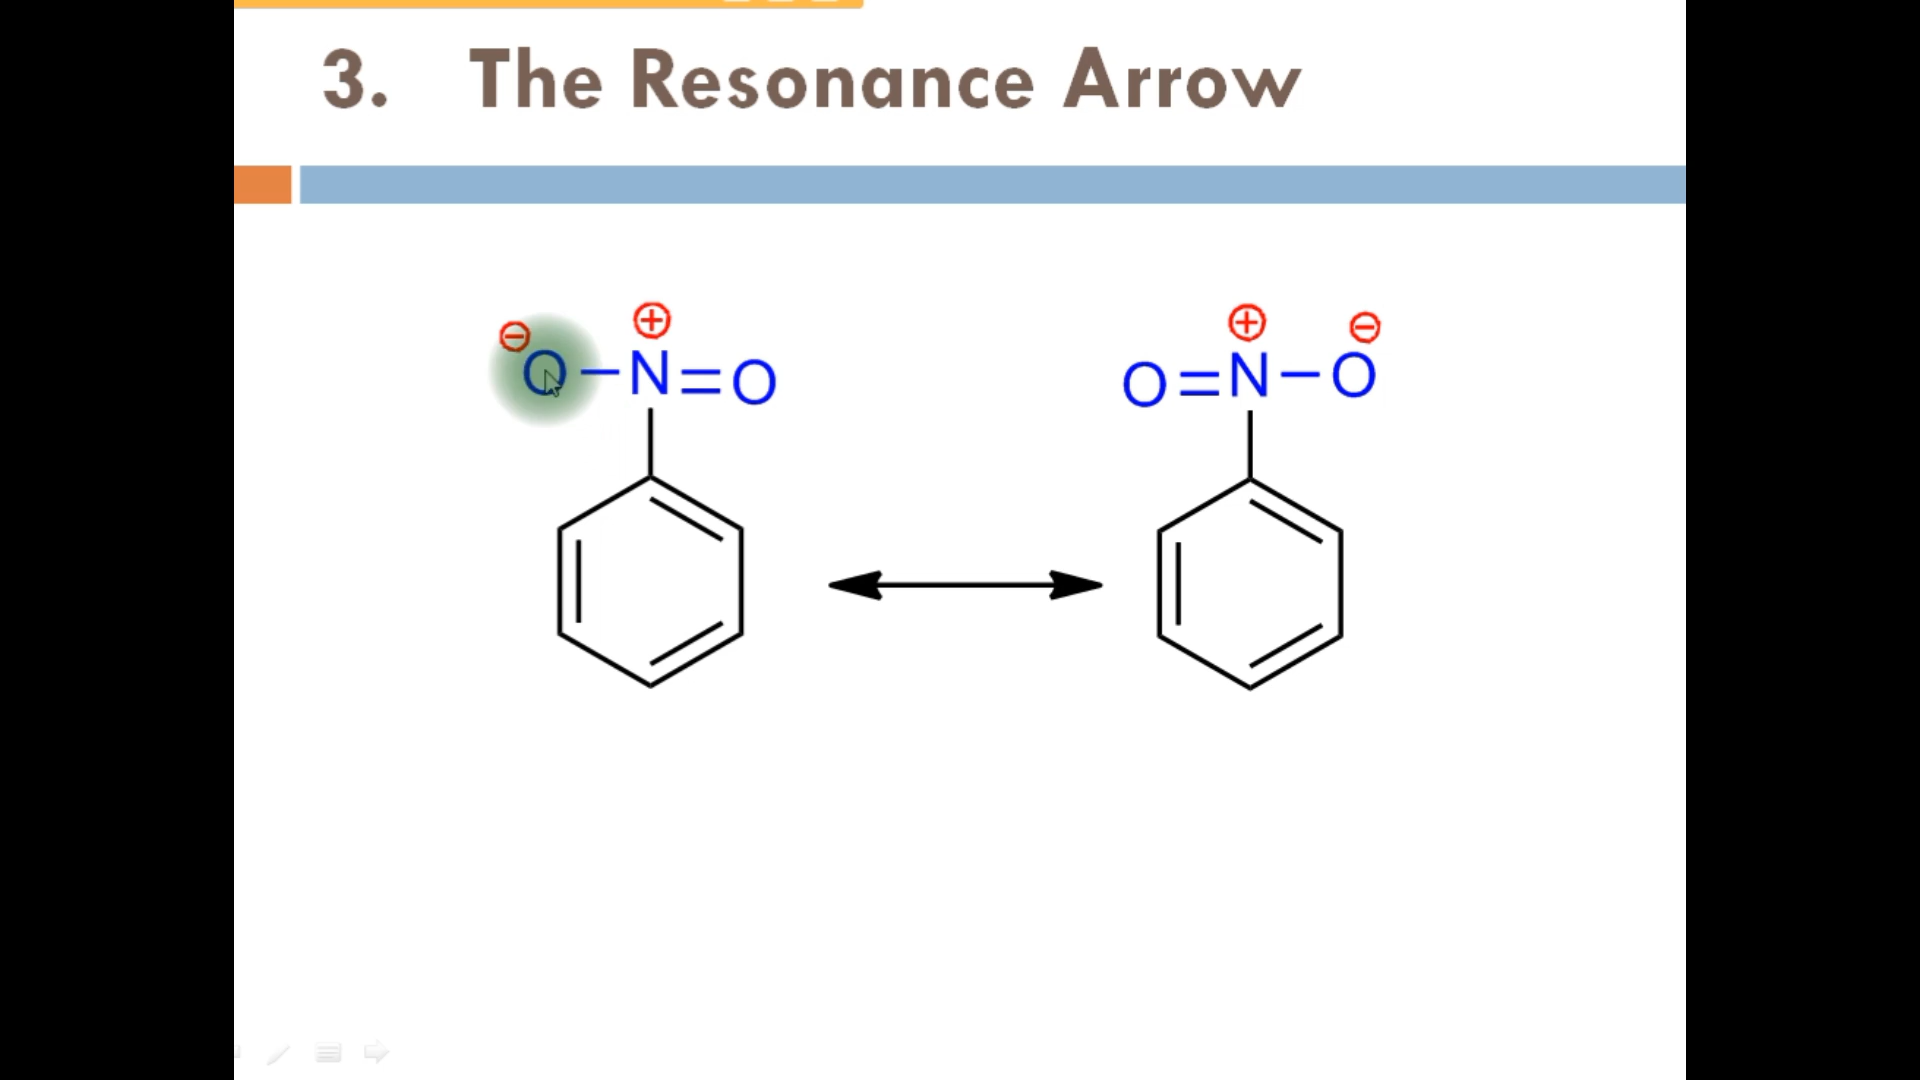 3. The Resonance Arrow
⊖ ⊕ ⊕ ⊖
O–N=O O=N–O